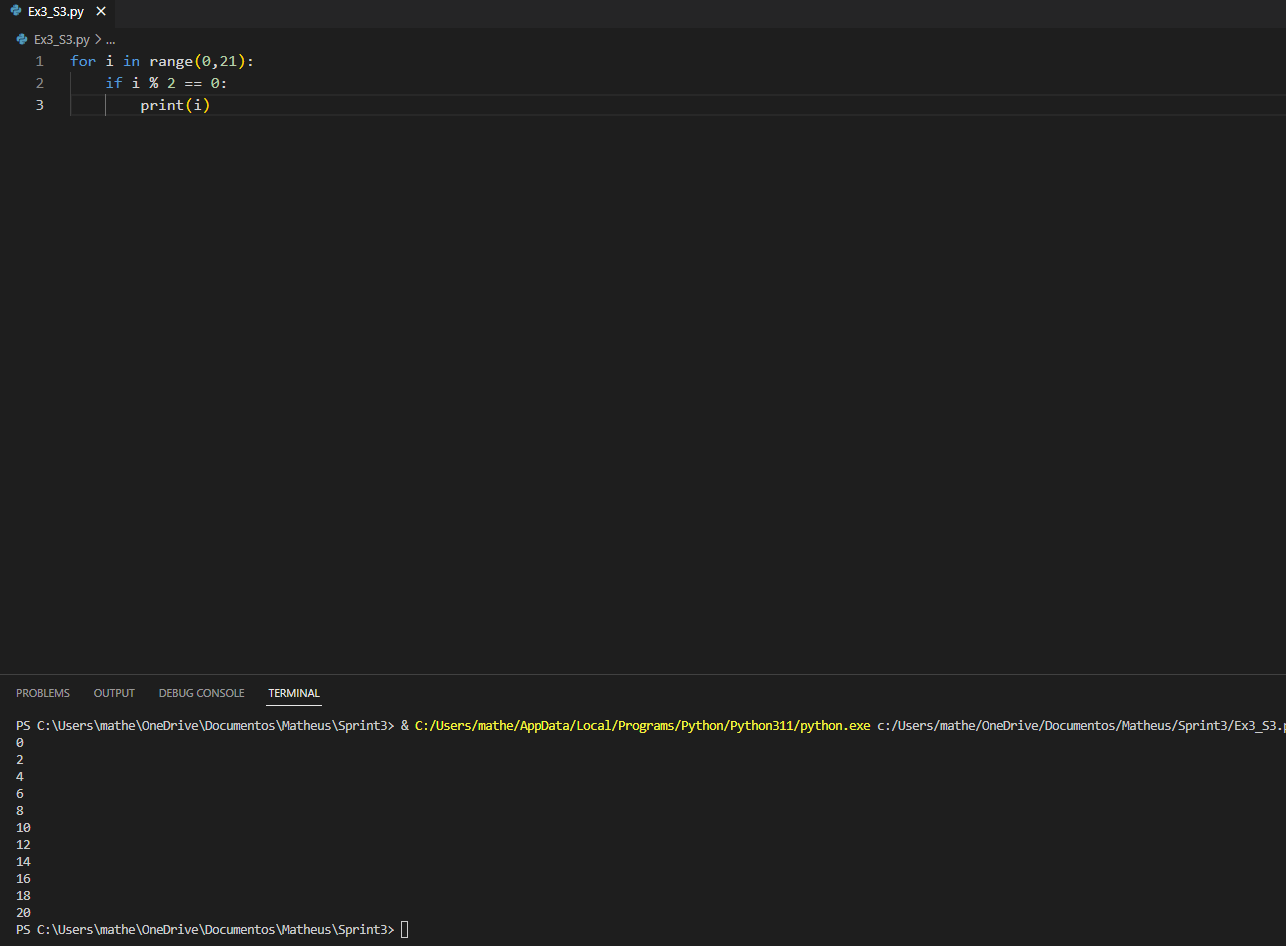 Ex3_S3.py
Ex3_S3.py > ...
1 for i in range(0,21):
2 if i % 2 == 0:
3 print(i)
PROBLEMS OUTPUT DEBUG CONSOLE TERMINAL
PS C:\Users\mathe\OneDrive\Documentos\Matheus\Sprint3> & C:/Users/mathe/AppData/Local/Programs/Python/Python311/python.exe c:/Users/mathe/OneDrive/Documentos/Matheus/Sprint3/Ex3_S3.p
0
2
4
6
8
10
12
14
16
18
20
PS C:\Users\mathe\OneDrive\Documentos\Matheus\Sprint3>